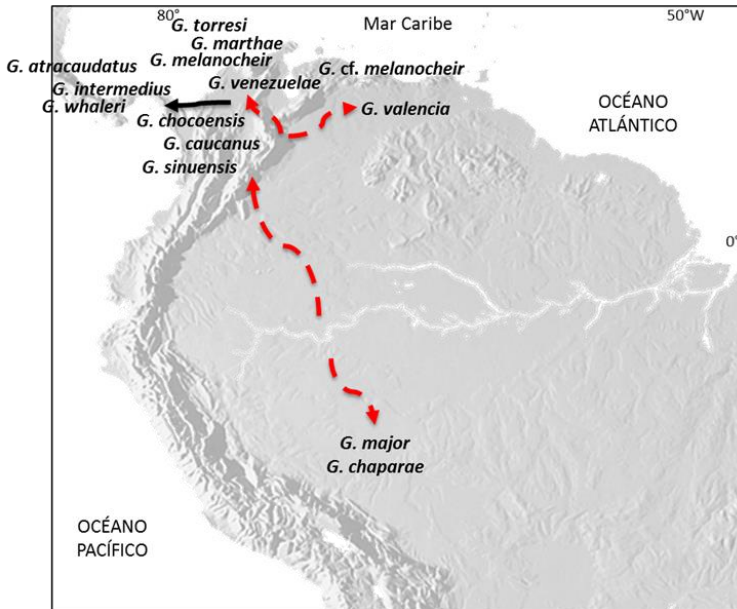 80°
50°W
G. torresi
Mar Caribe
G. marthae
G. melanocheir
G. atracaudatus
G. cf. melanocheir
G. intermedius
G. venezuelae
G. whaleri
G. valencia
OCÉANO
ATLÁNTICO
G. chocoensis
G. caucanus
G. sinuensis
0°
G. major
G. chaparae
OCÉANO
PACÍFICO